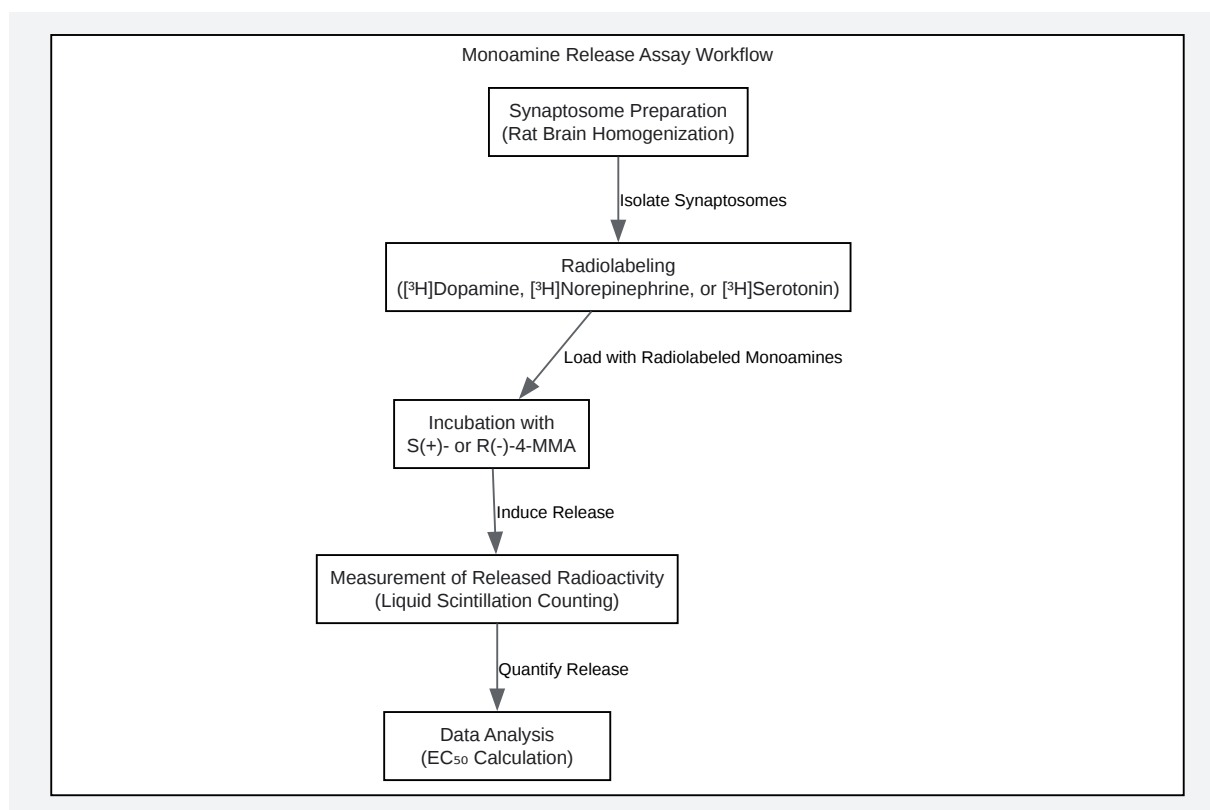 Monoamine Release Assay Workflow
Synaptosome Preparation
(Rat Brain Homogenization)
Isolate Synaptosomes
Radiolabeling
([³H]Dopamine, [³H]Norepinephrine, or [³H]Serotonin)
Load with Radiolabeled Monoamines
Incubation with
S(+)- or R(-)-4-MMA
Induce Release
Measurement of Released Radioactivity
(Liquid Scintillation Counting)
Quantify Release
Data Analysis
(EC₅₀ Calculation)